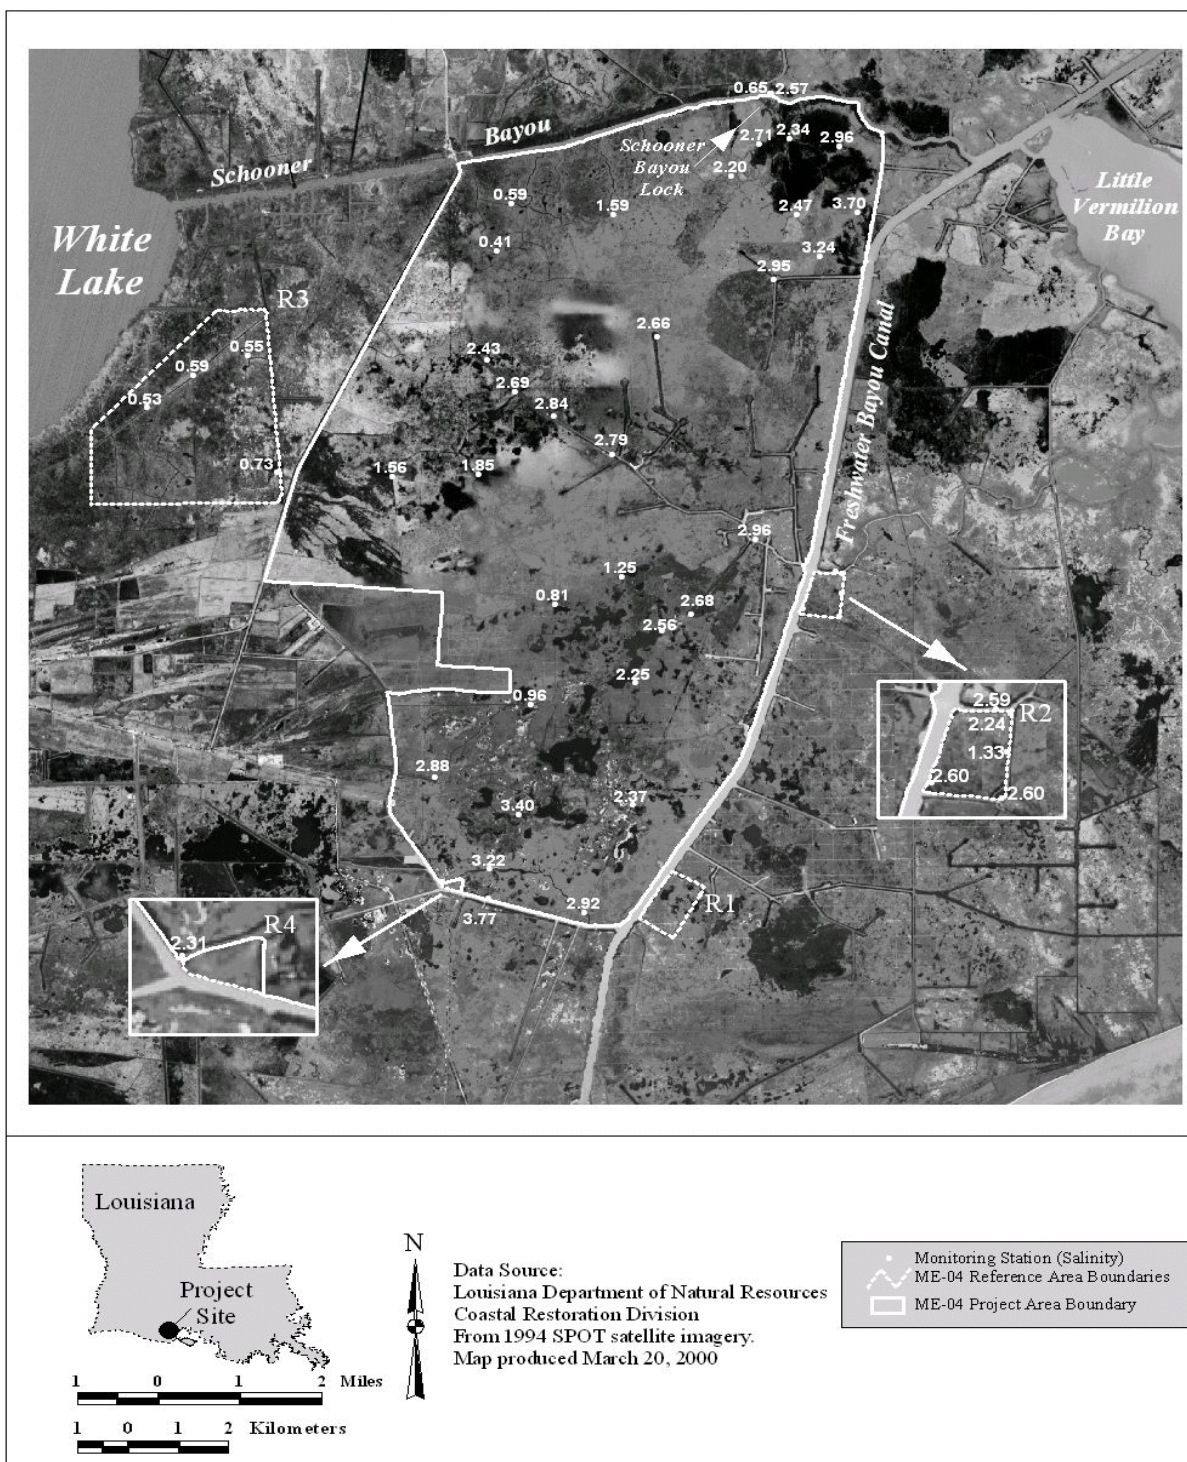 0.65 2.57
Schooner Bayou
2.71 2.34 2.96
Schooner
Bayou
Lock
2.20
Little
Vermilion
Bay
0.59
1.59
2.47 3.70
White
Lake
0.41
3.24
2.95
R3
2.66
0.55
2.43
0.59
2.69
0.53
2.84
Freshwater Bayou Canal
2.79
0.73
1.56
1.85
2.96
1.25
0.81
2.68
2.56
2.25
0.96
2.59
R2
2.24
1.33
2.60
2.60
2.88
3.40
2.37
3.22
R1
2.92
3.77
R4
2.31
Louisiana
Project
Site
N
Data Source:
Louisiana Department of Natural Resources
Coastal Restoration Division
From 1994 SPOT satellite imagery.
Map produced March 20, 2000
Monitoring Station (Salinity)
ME-04 Reference Area Boundaries
ME-04 Project Area Boundary
1 0 1 2 Miles
1 0 1 2 Kilometers